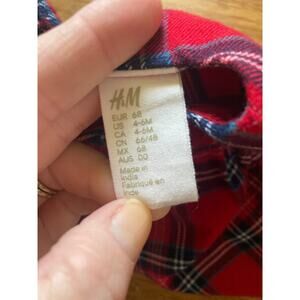 H&M
EUR 68
US 4-6M
CA 4-6M
CN 66/48
MX 68
AUS 00
Made in
India
Fabriqué en
Inde